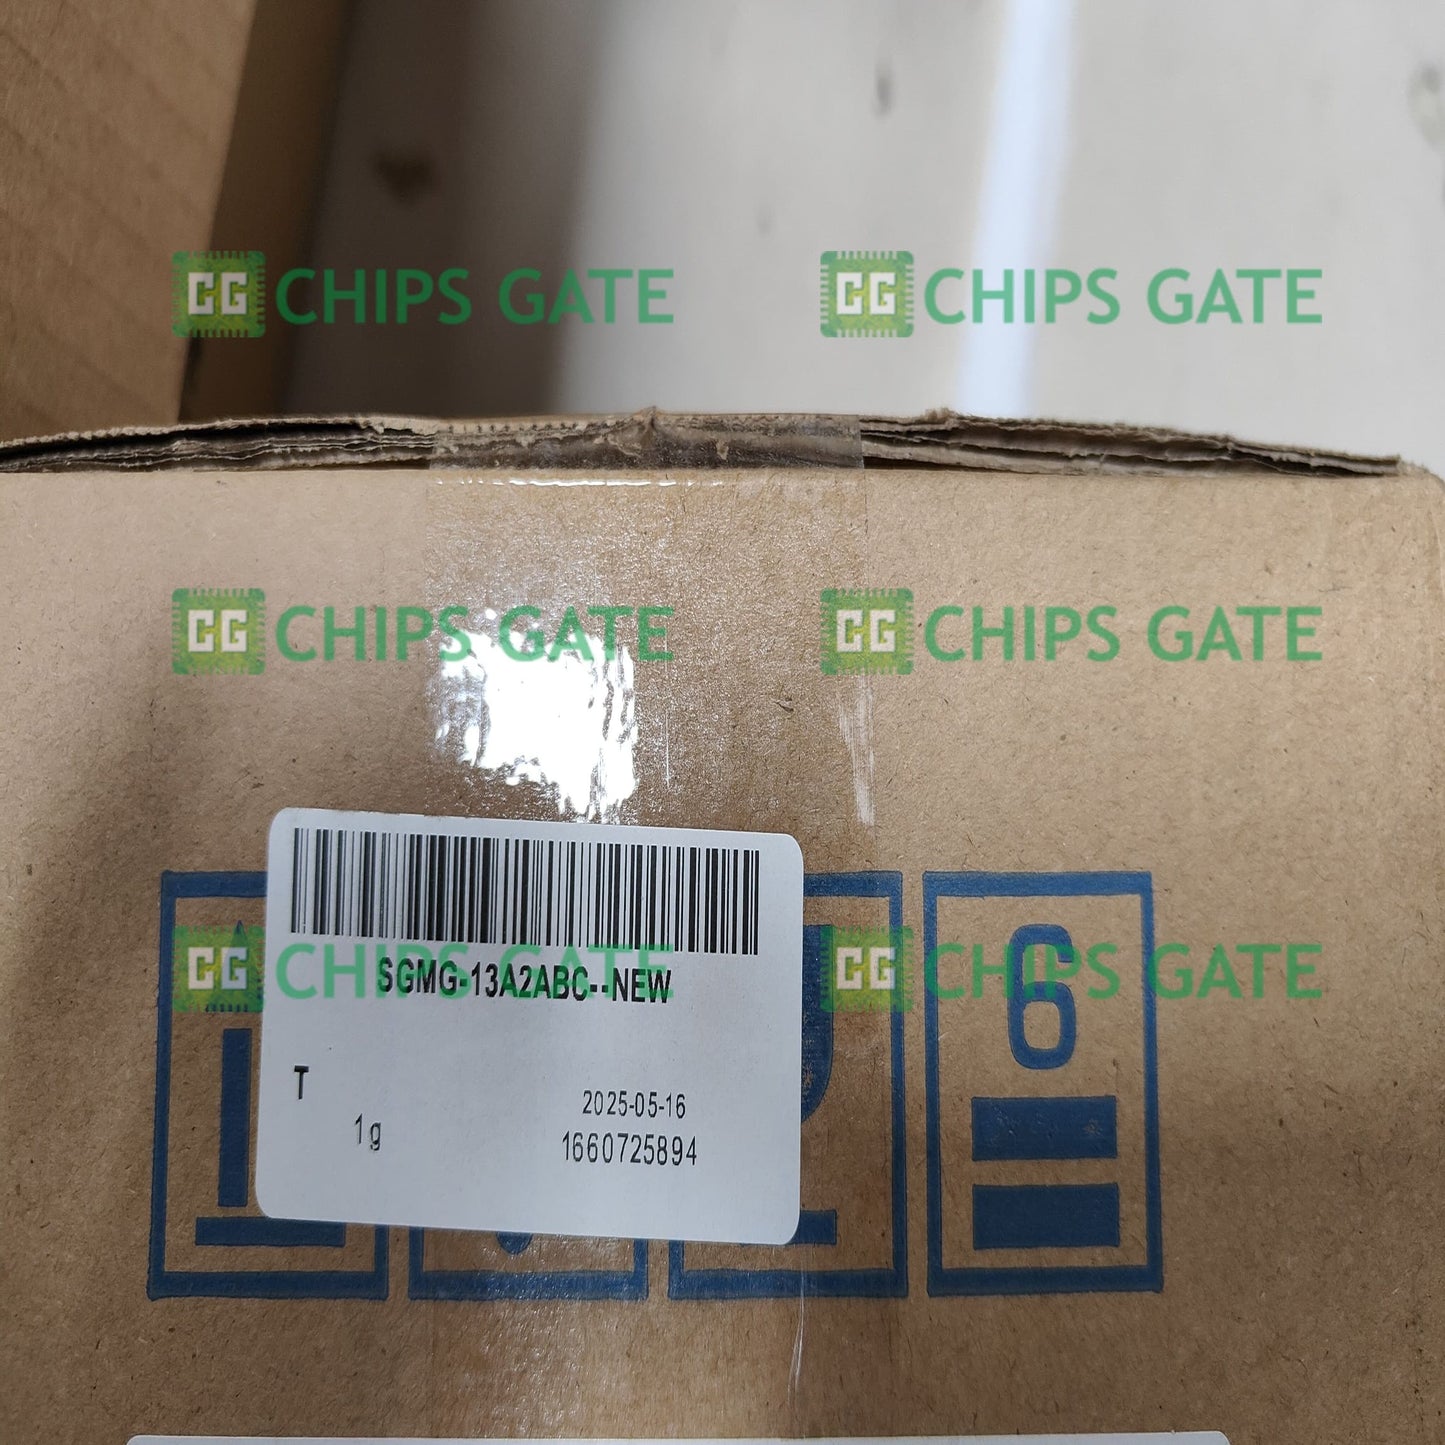 CG CHIPS GATE CG CHIPS GATE
CG CHIPS GATE CG CHIPS GATE
CG CHIPS GATE CG CHIPS GATE
SGMG-13A2ABC--NEW
6
T
2025-05-16
1g
1660725894